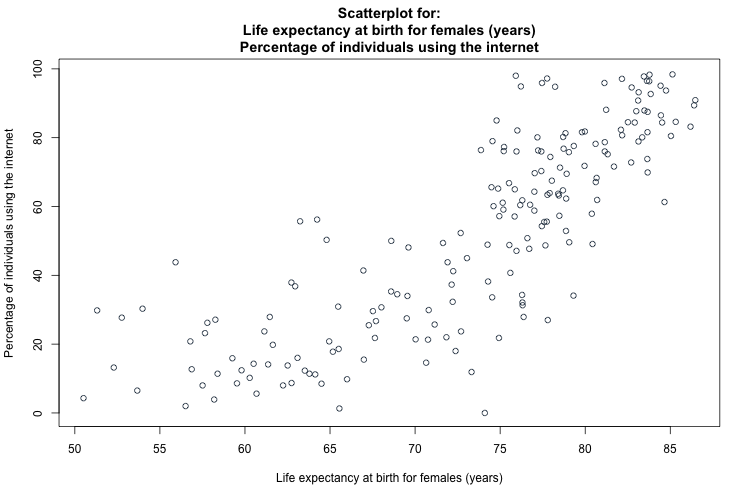 Scatterplot for:
Life expectancy at birth for females (years)
Percentage of individuals using the internet
Percentage of individuals using the internet
100
80
60
40
20
0
50 55 60 65 70 75 80 85
Life expectancy at birth for females (years)